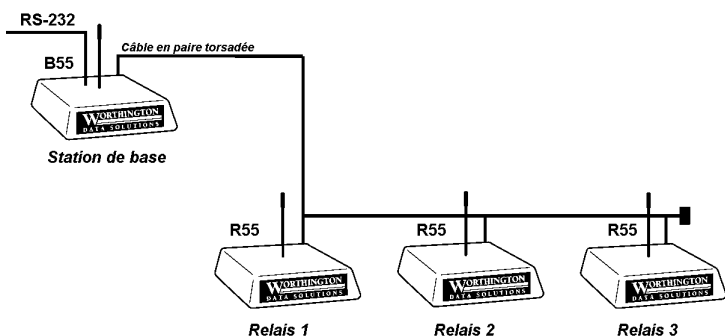 RS-232
Câble en paire torsadée
B55
WORTHINGTON
DATA SOLUTIONS
Station de base
R55
R55
R55
WORTHINGTON
DATA SOLUTIONS
WORTHINGTON
DATA SOLUTIONS
WORTHINGTON
DATA SOLUTIONS
Relais 1
Relais 2
Relais 3